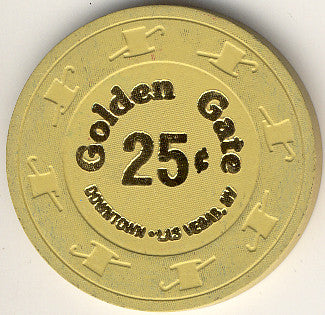 Golden Gate
25¢
DOWNTOWN • LAS VEGAS, NV